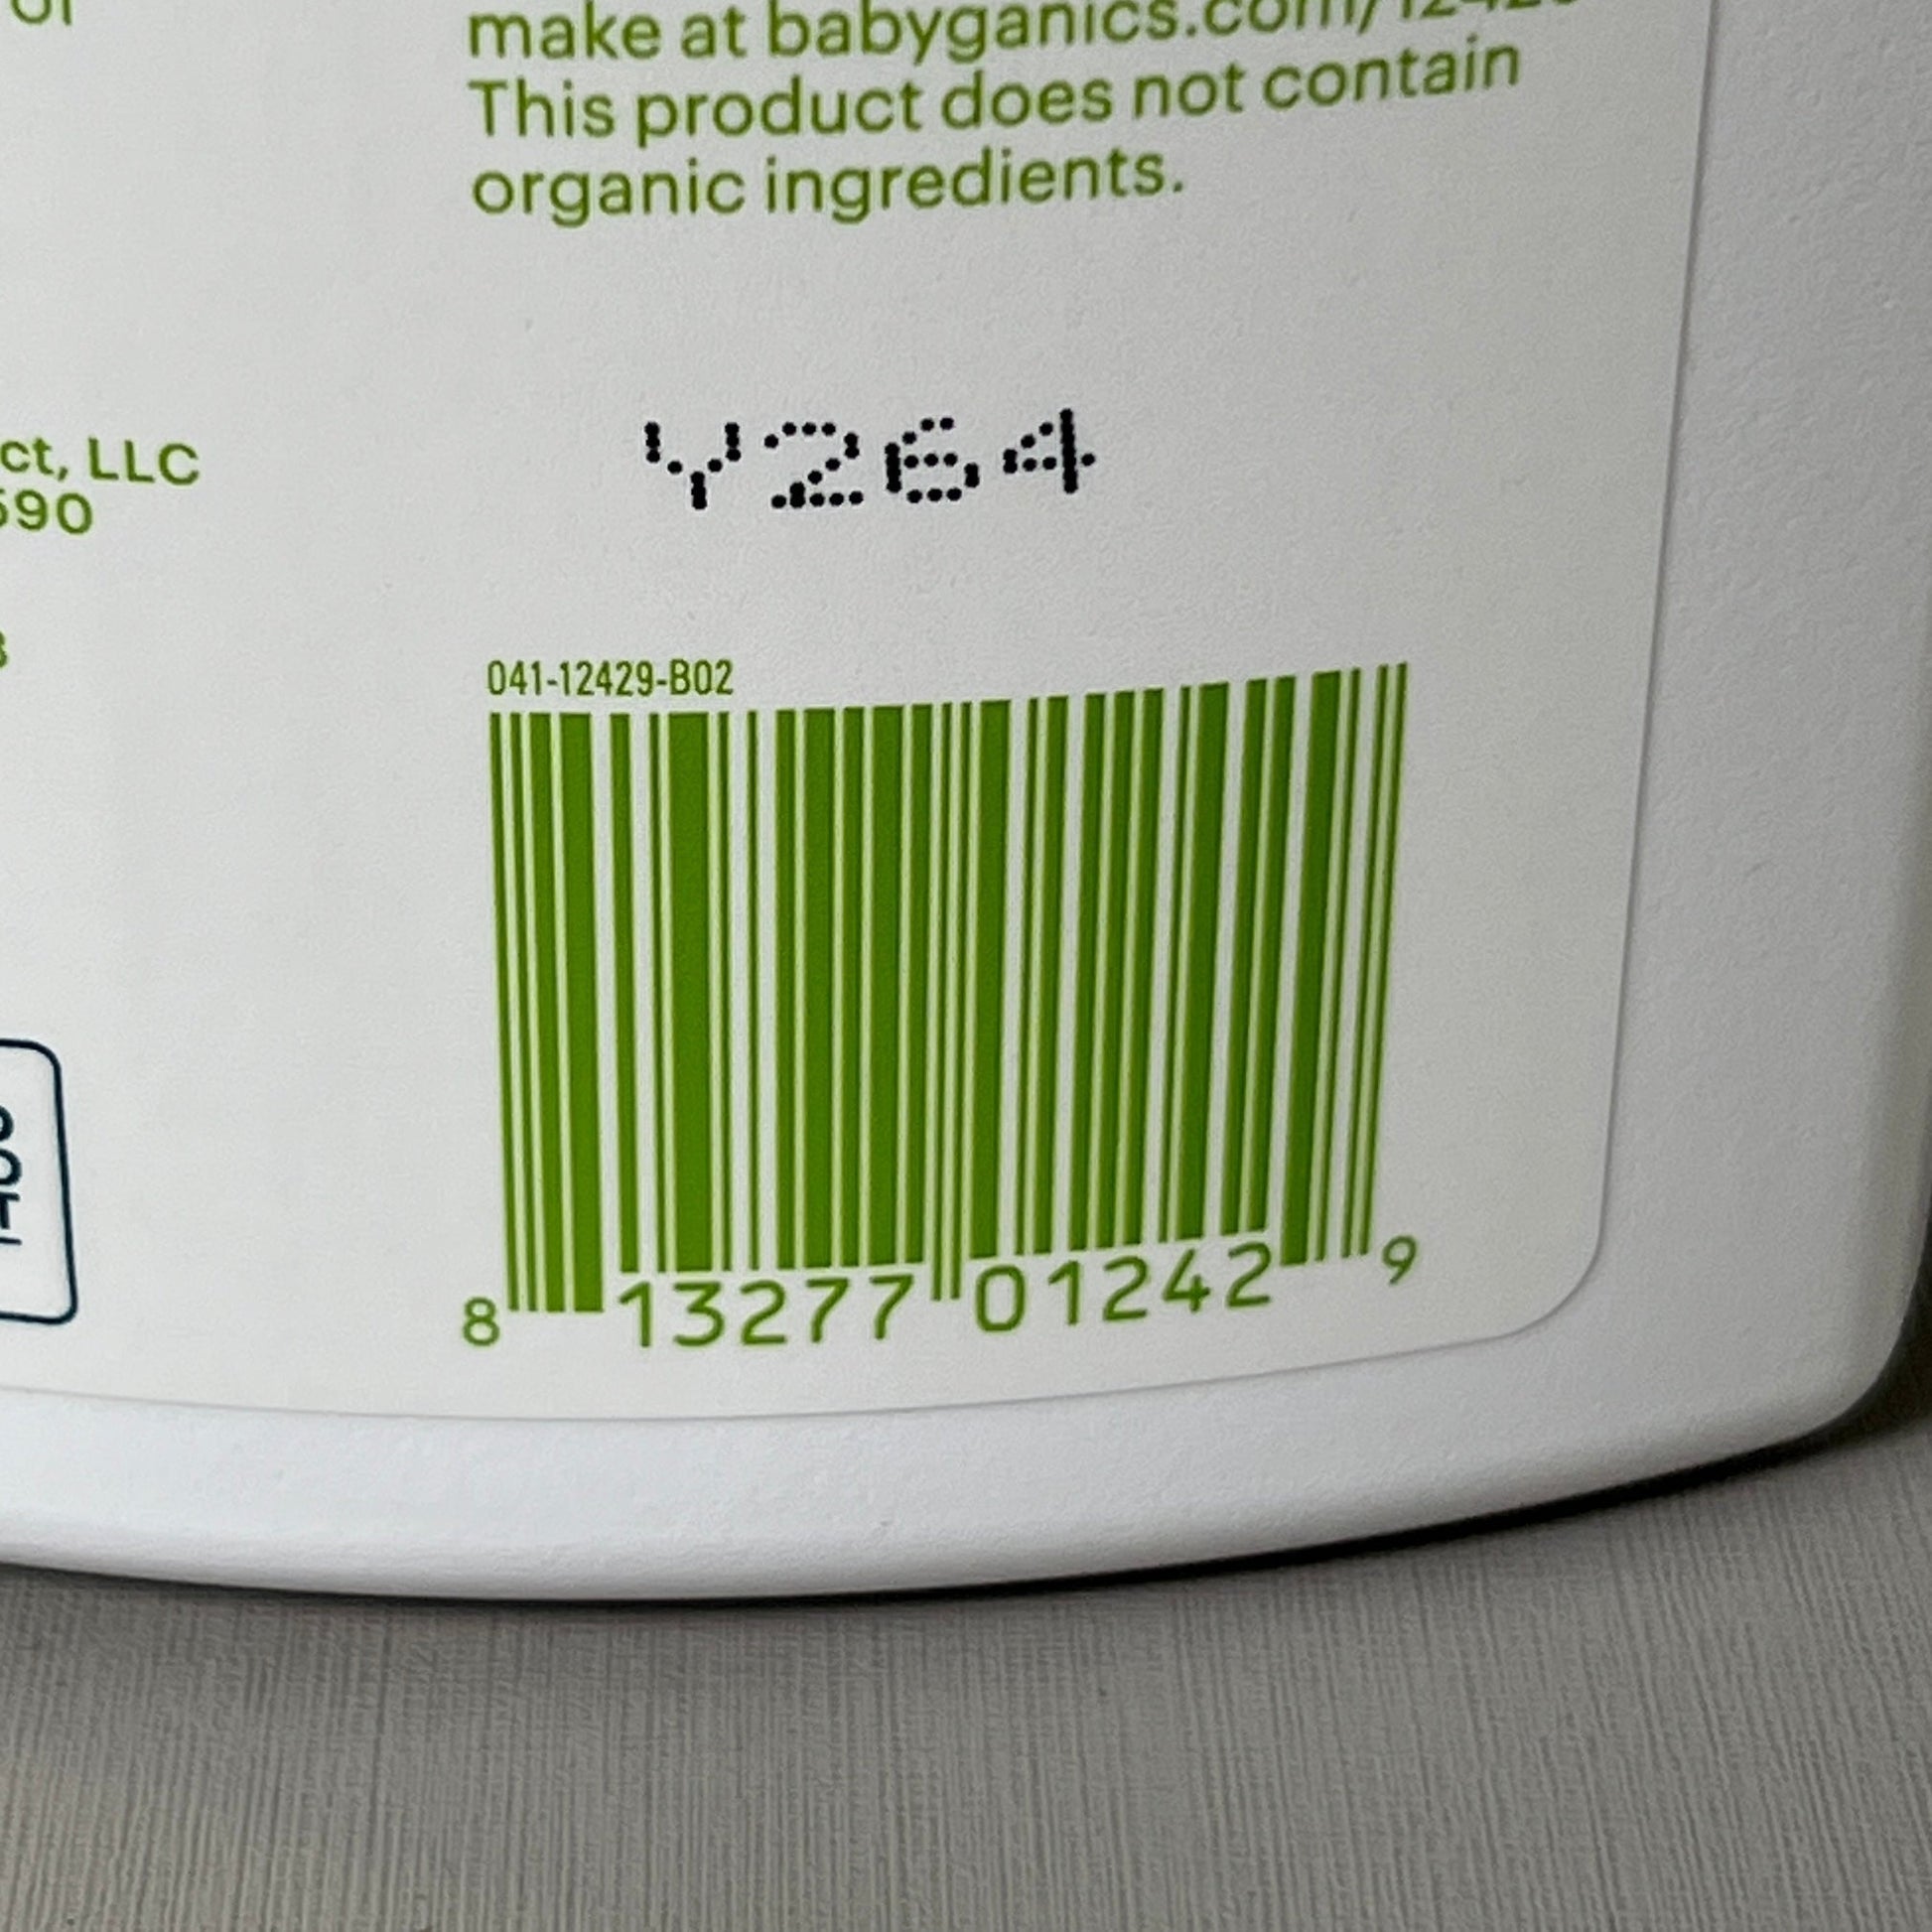 make at babyganics.com/12429
This product does not contain
organic ingredients.
ct, LLC
590
Y264
041-12429-B02
8 13277 01242 9